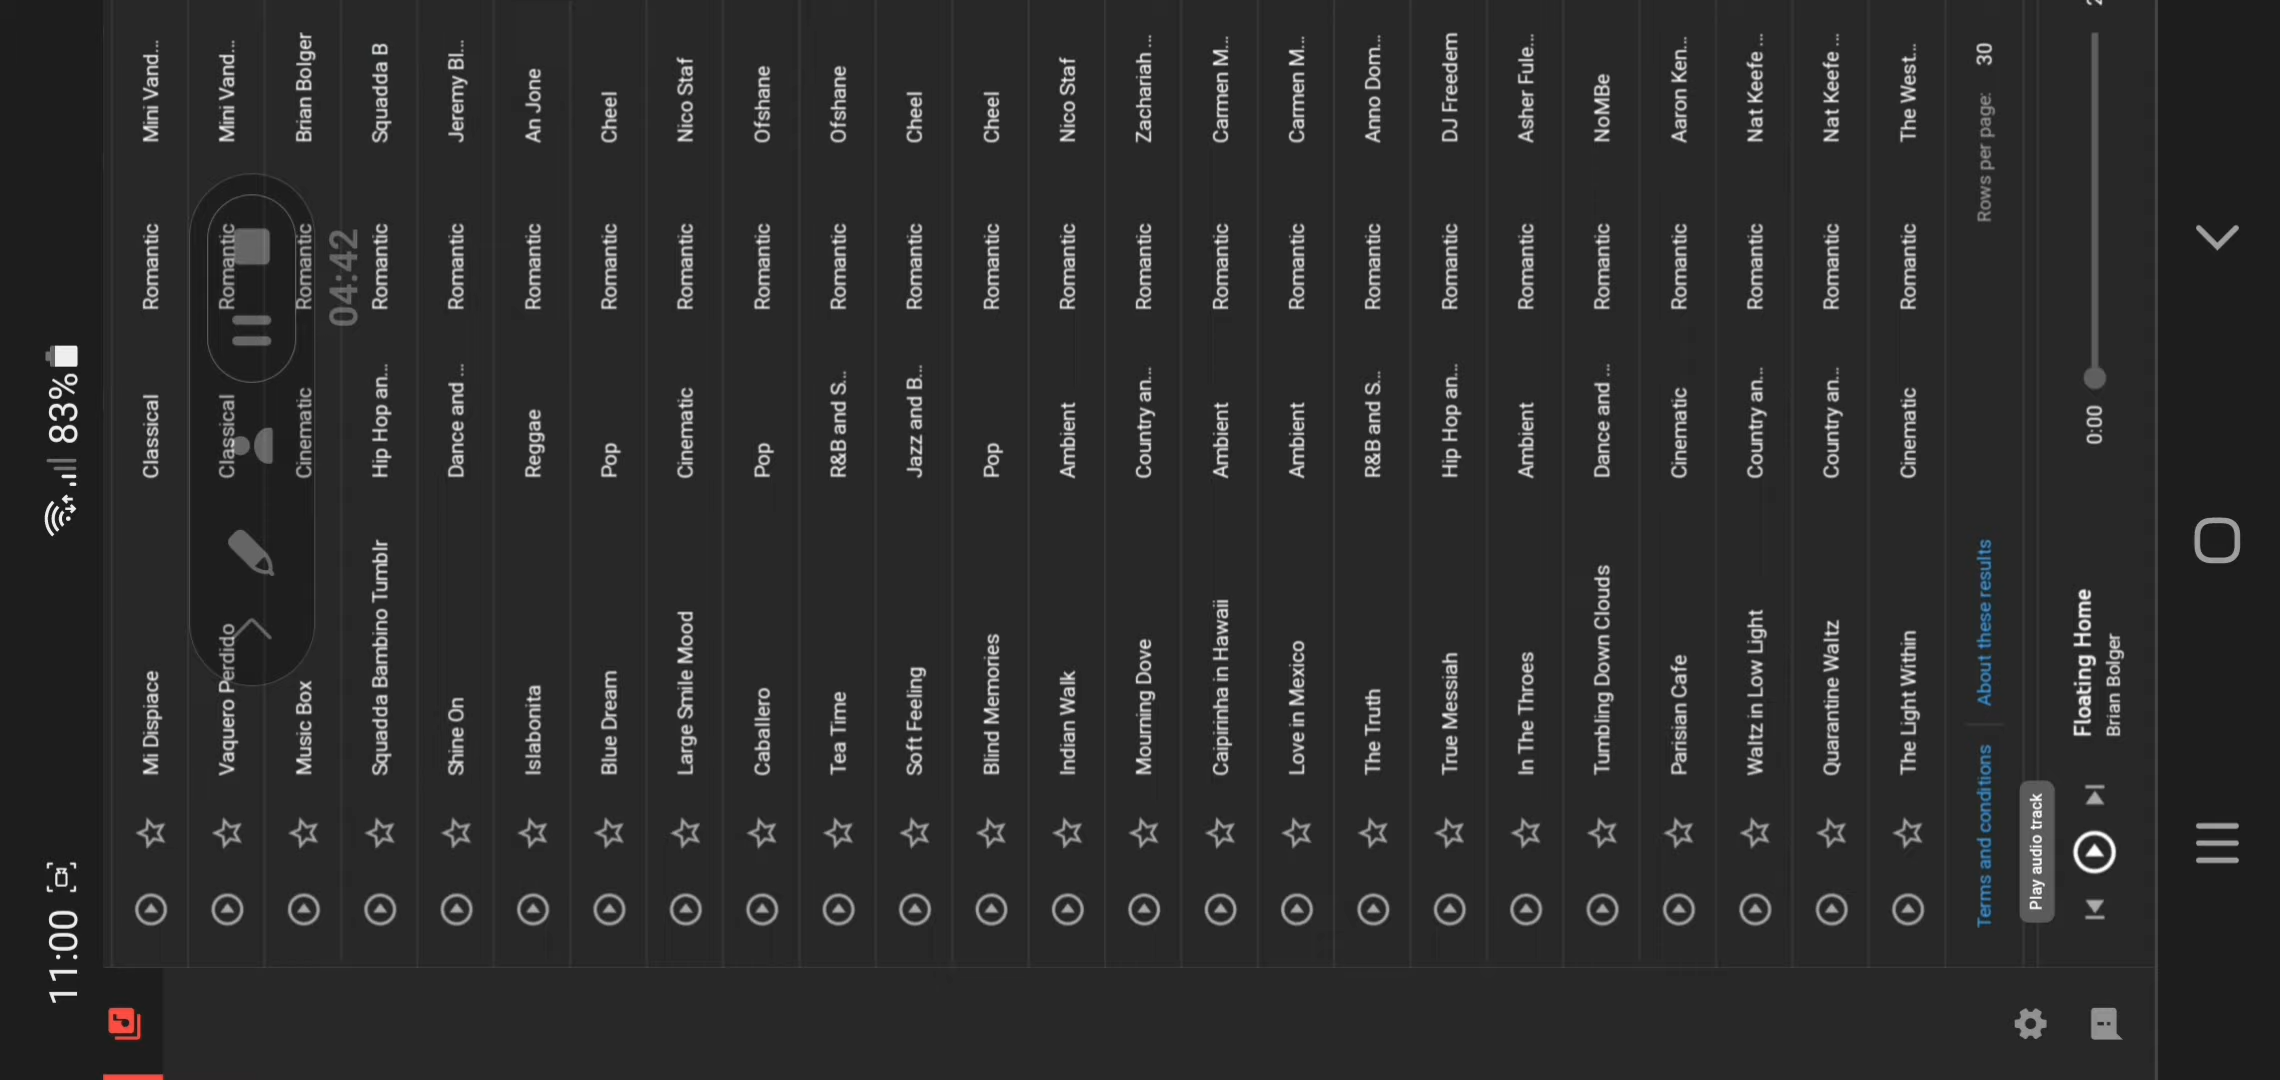 11:00 83%
Mi Dispiace Classical Romantic Mini Vand...
Vaquero Perdido Classical Romantic Mini Vand...
Music Box Cinematic Romantic Brian Bolger
04:42
Squadda Bambino Tumblr Hip Hop an... Romantic Squadda B
Shine On Dance and ... Romantic Jeremy Bl...
Islabonita Reggae Romantic An Jone
Blue Dream Pop Romantic Cheel
Large Smile Mood Cinematic Romantic Nico Staf
Caballero Pop Romantic Ofshane
Tea Time R&B and S... Romantic Ofshane
Soft Feeling Jazz and B... Romantic Cheel
Blind Memories Pop Romantic Cheel
Indian Walk Ambient Romantic Nico Staf
Mourning Dove Country an... Romantic Zachariah ...
Caipirinha in Hawaii Ambient Romantic Carmen M...
Love in Mexico Ambient Romantic Carmen M...
The Truth R&B and S... Romantic Anno Dom...
True Messiah Hip Hop an... Romantic DJ Freedem
In The Throes Ambient Romantic Asher Fule...
Tumbling Down Clouds Dance and ... Romantic NoMBe
Parisian Cafe Cinematic Romantic Aaron Ken...
Waltz in Low Light Country an... Romantic Nat Keefe ...
Quarantine Waltz Country an... Romantic Nat Keefe ...
The Light Within Cinematic Romantic The West...
Terms and conditions About these results Rows per page: 30
Play audio track
Floating Home 0:00
Brian Bolger